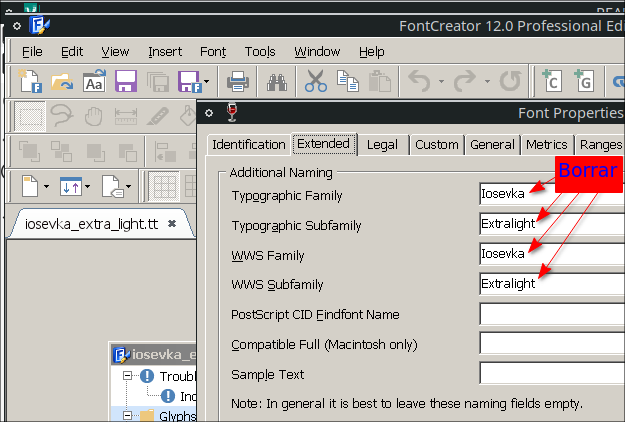 FontCreator 12.0 Professional Edi
File Edit View Insert Font Tools Window Help
Font Properties
Identification Extended Legal Custom General Metrics Ranges
Additional Naming
Borrar
Typographic Family Iosevka
Typographic Subfamily Extralight
WWS Family Iosevka
WWS Subfamily Extralight
PostScript CID Findfont Name
Compatible Full (Macintosh only)
Sample Text
Note: In general it is best to leave these naming fields empty.
iosevka_extra_light.tt
iosevka_e
Troubl
Inc
Glyphs